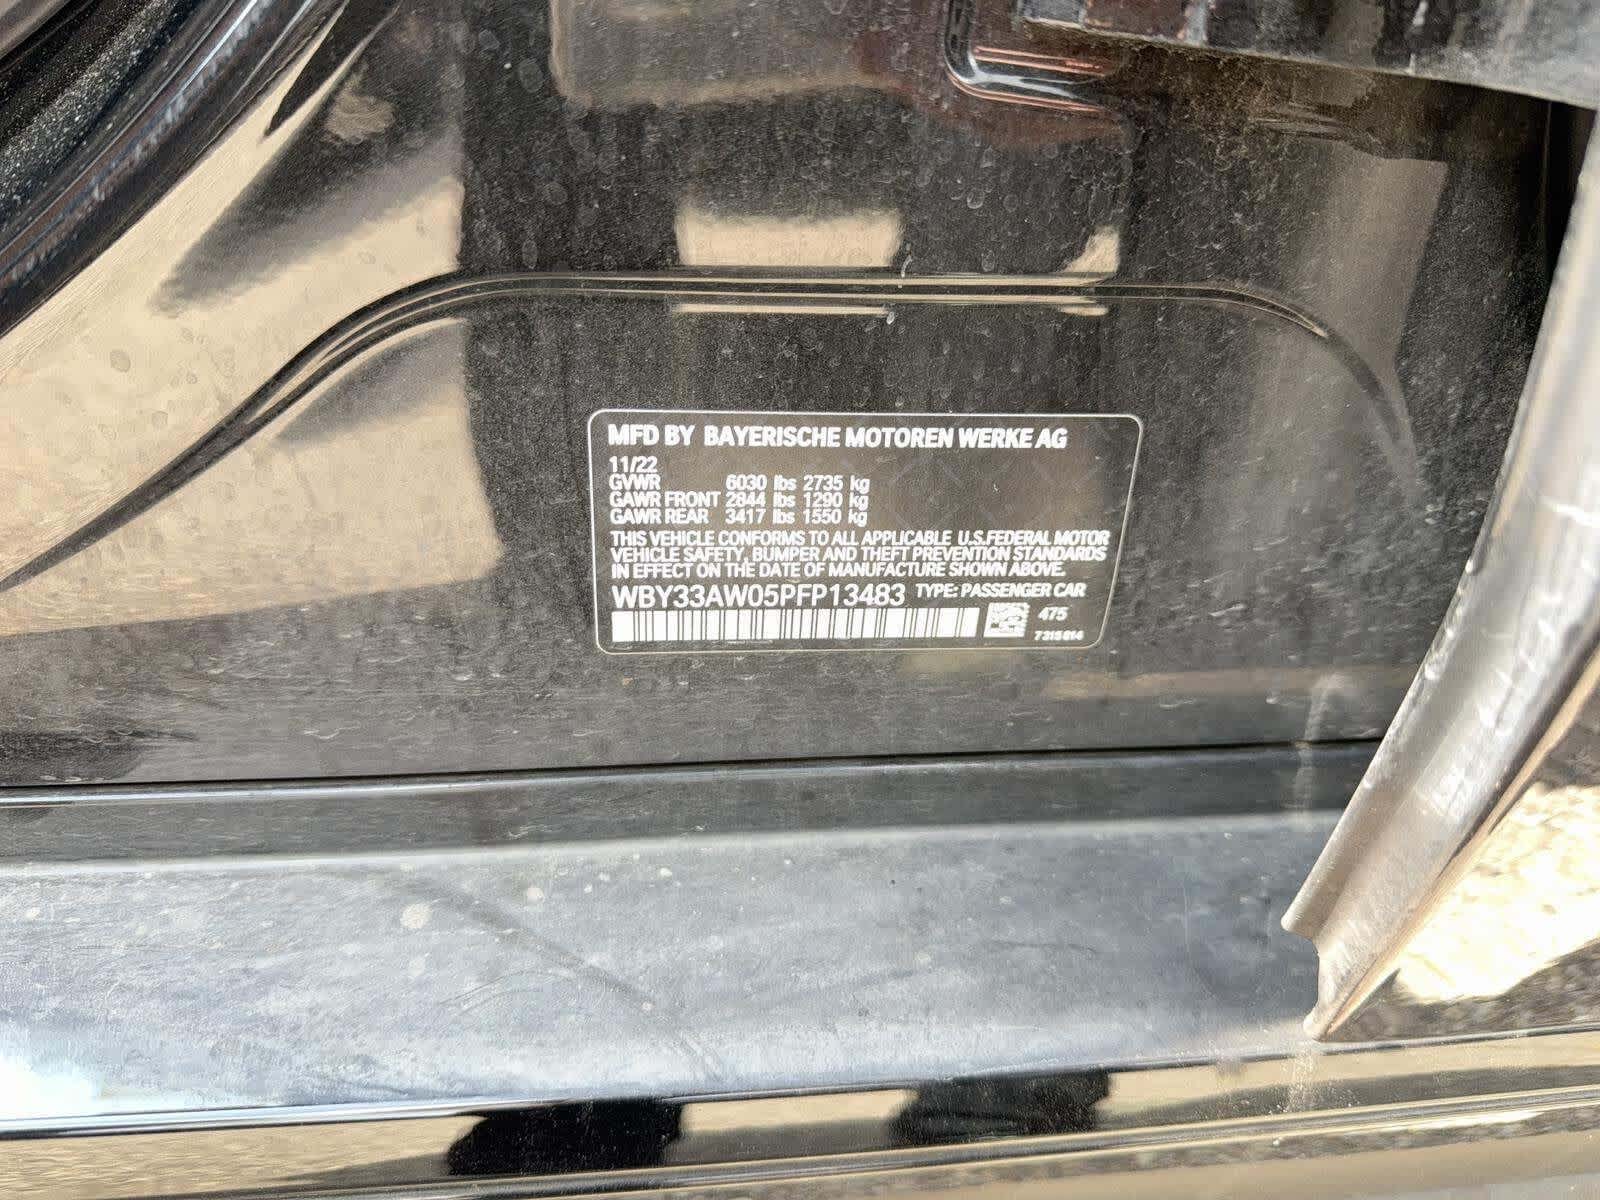 MFD BY BAYERISCHE MOTOREN WERKE AG
11/22
GVWR 6030 lbs 2735 kg
GAWR FRONT 2844 lbs 1290 kg
GAWR REAR 3417 lbs 1550 kg
THIS VEHICLE CONFORMS TO ALL APPLICABLE U.S.FEDERAL MOTOR
VEHICLE SAFETY, BUMPER AND THEFT PREVENTION STANDARDS
IN EFFECT ON THE DATE OF MANUFACTURE SHOWN ABOVE.
WBY33AW05PFP13483 TYPE: PASSENGER CAR
475
7315814